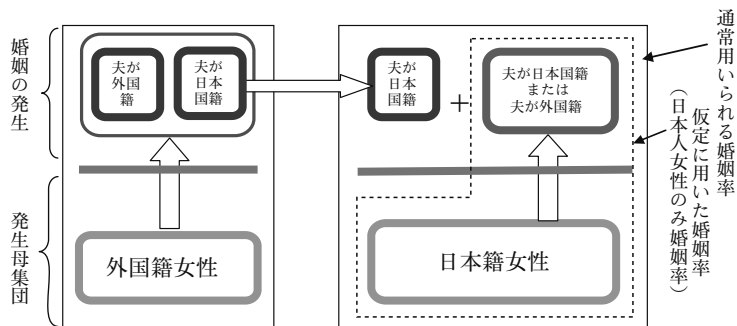 婚姻の発生
発生母集団
夫が
外国
籍
夫が
日本
国籍
外国籍女性
夫が
日本
国籍
+
夫が日本国籍
または
夫が外国籍
日本籍女性
通常用いられる婚姻率
仮定に用いた婚姻率
(日本人女性のみ婚姻率)